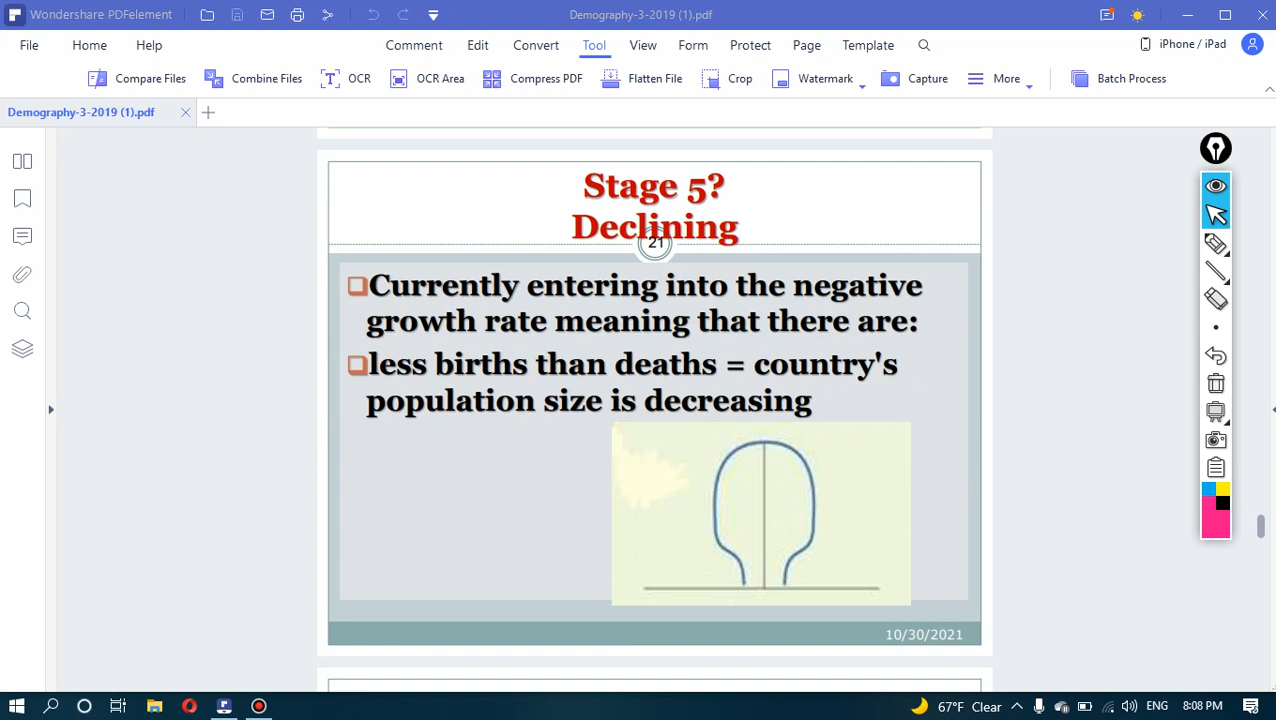 Wondershare PDFelement
Demography-3-2019 (1).pdf
File Home Help Comment Edit Convert Tool View Form Protect Page Template iPhone / iPad
Compare Files Combine Files OCR OCR Area Compress PDF Flatten File Crop Watermark Capture More Batch Process
Demography-3-2019 (1).pdf
Stage 5?
Declining
21
Currently entering into the negative
growth rate meaning that there are:
less births than deaths = country's
population size is decreasing
10/30/2021
67°F Clear ENG 8:08 PM